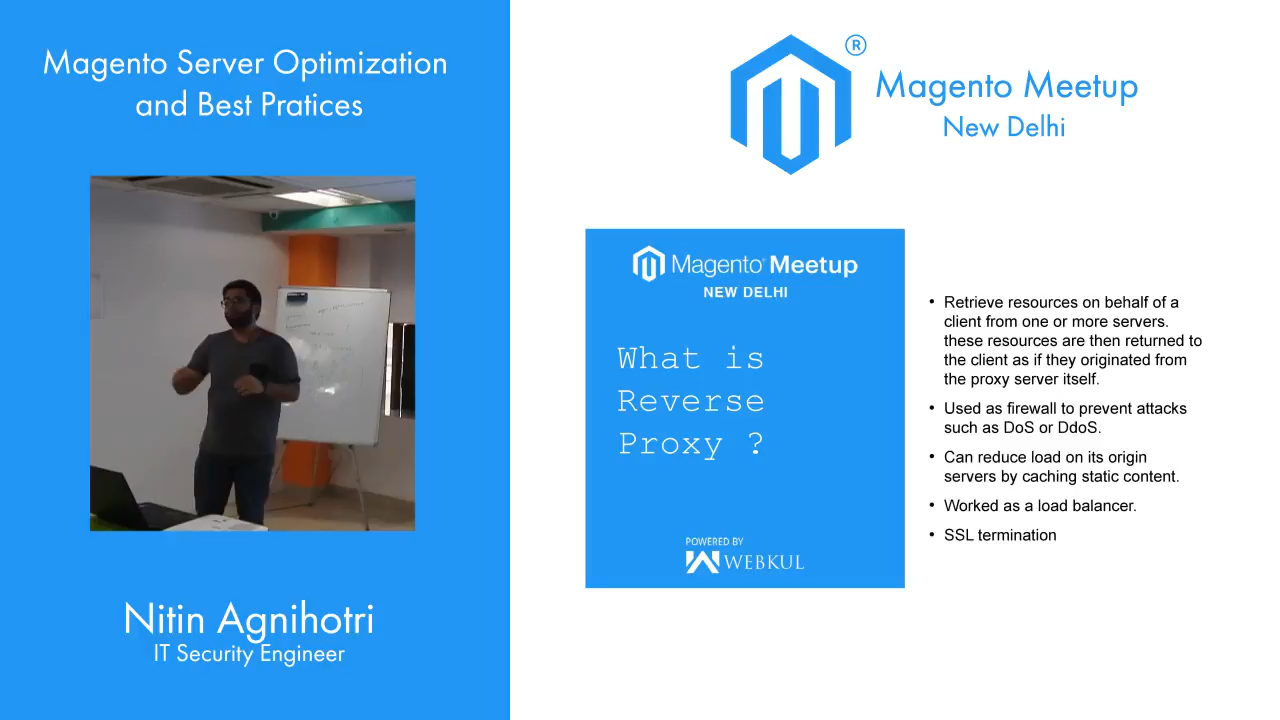 Magento Server Optimization
and Best Pratices
Nitin Agnihotri
IT Security Engineer
®
Magento Meetup
New Delhi
Magento® Meetup
NEW DELHI
What is
Reverse
Proxy ?
POWERED BY
WEBKUL
• Retrieve resources on behalf of a
client from one or more servers.
these resources are then returned to
the client as if they originated from
the proxy server itself.
• Used as firewall to prevent attacks
such as DoS or DdoS.
• Can reduce load on its origin
servers by caching static content.
• Worked as a load balancer.
• SSL termination